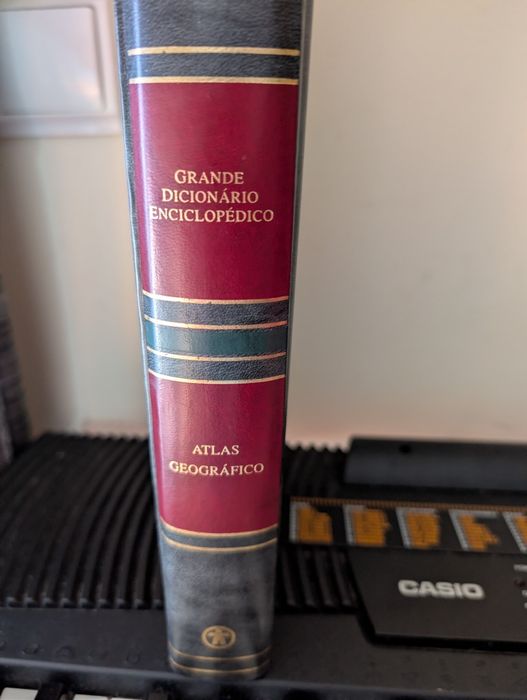 GRANDE
DICIONÁRIO
ENCICLOPÉDICO
ATLAS
GEOGRÁFICO
CASIO